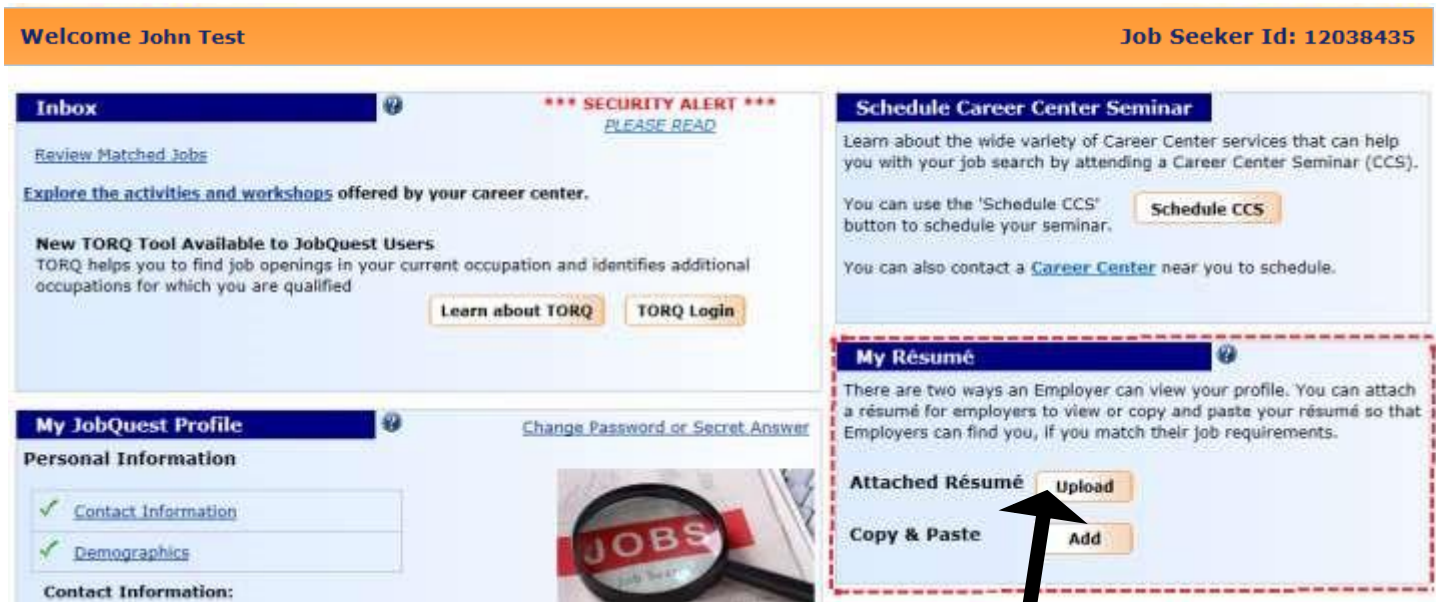 Welcome John Test
Job Seeker Id: 12038435
Inbox
*** SECURITY ALERT ***
PLEASE READ
Review Matched Jobs
Explore the activities and workshops offered by your career center.
New TORQ Tool Available to JobQuest Users
TORQ helps you to find job openings in your current occupation and identifies additional
occupations for which you are qualified
Learn about TORQ
TORQ Login
Schedule Career Center Seminar
Learn about the wide variety of Career Center services that can help
you with your job search by attending a Career Center Seminar (CCS).
You can use the 'Schedule CCS'
button to schedule your seminar.
Schedule CCS
You can also contact a Career Center near you to schedule.
My JobQuest Profile
Change Password or Secret Answer
Personal Information
Contact Information
Demographics
Contact Information:
JOBS
Job Sear
My Résumé
There are two ways an Employer can view your profile. You can attach
a résumé for employers to view or copy and paste your résumé so that
Employers can find you, if you match their job requirements.
Attached Résumé
Upload
Copy & Paste
Add